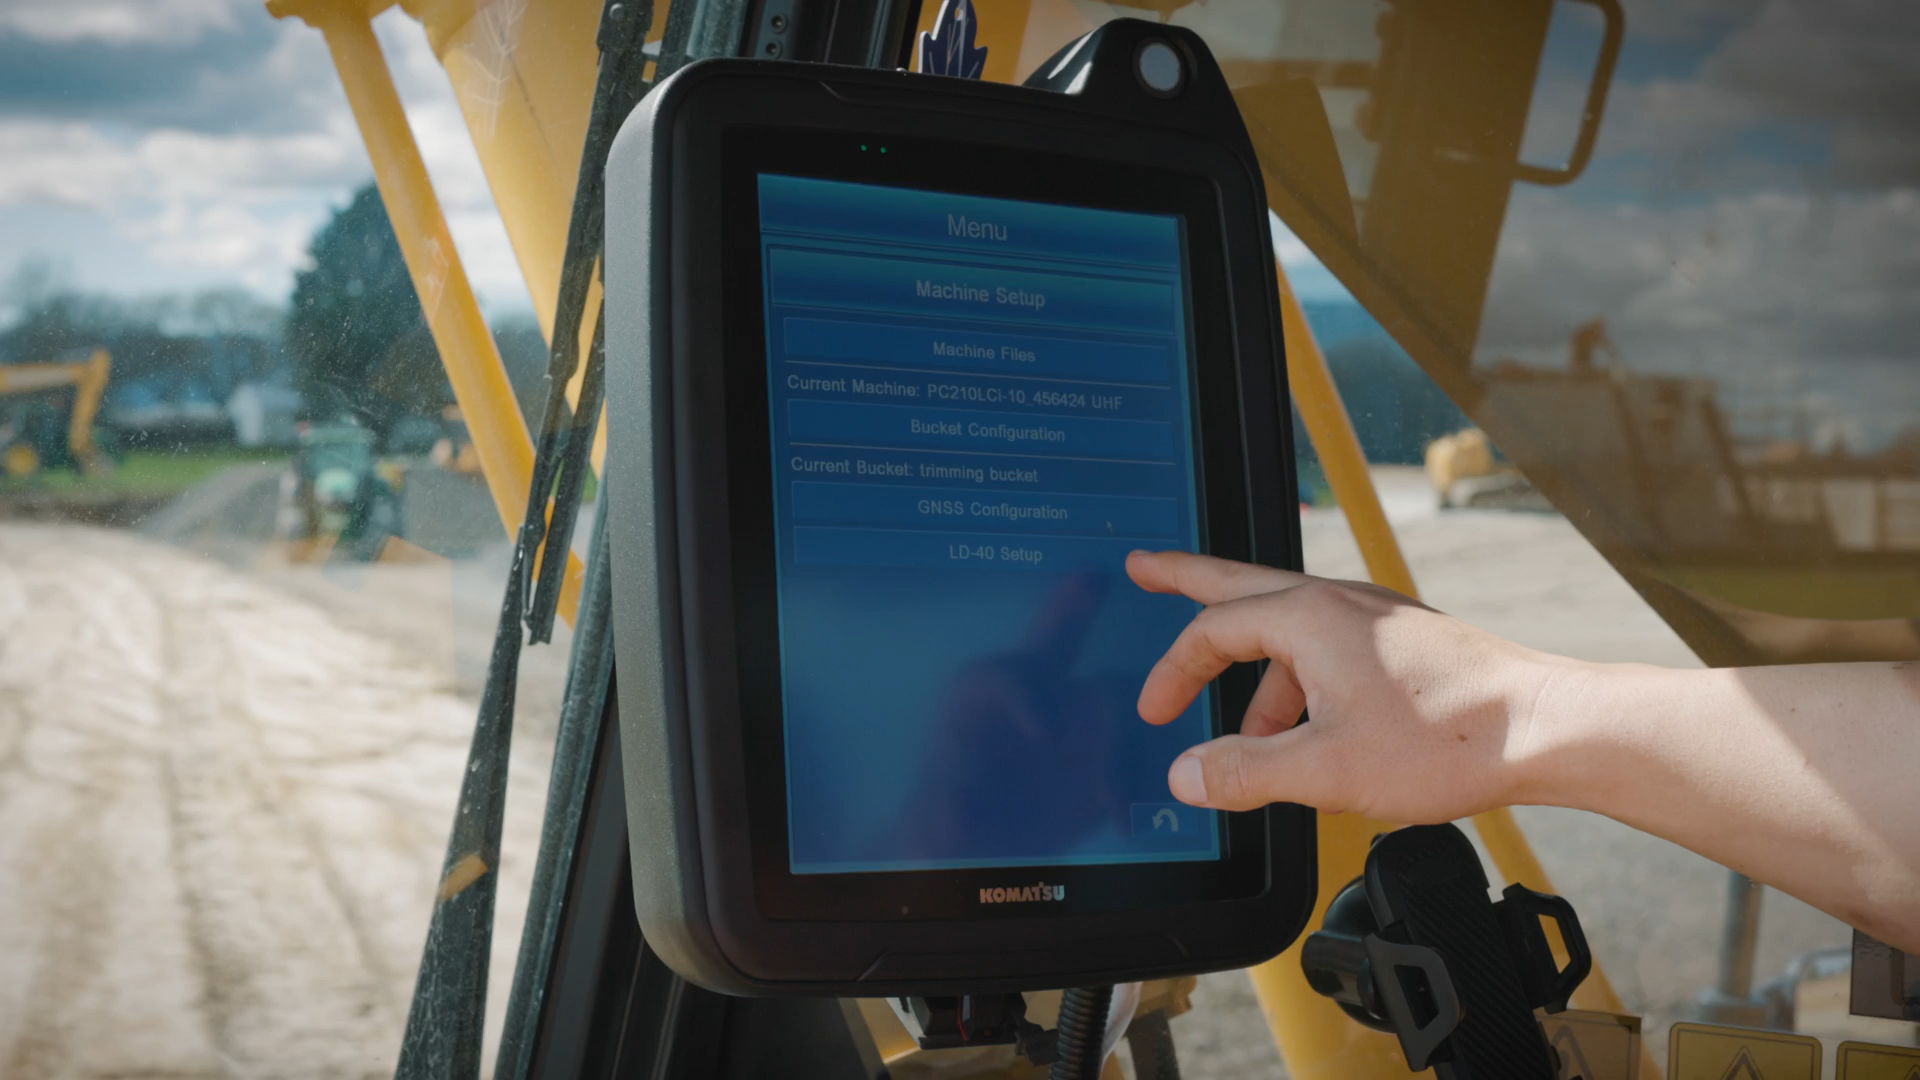 Menu
Machine Setup
Machine Files
Current Machine: PC210LCi-10_456424 UHF
Bucket Configuration
Current Bucket: trimming bucket
GNSS Configuration
LD-40 Setup
KOMATSU